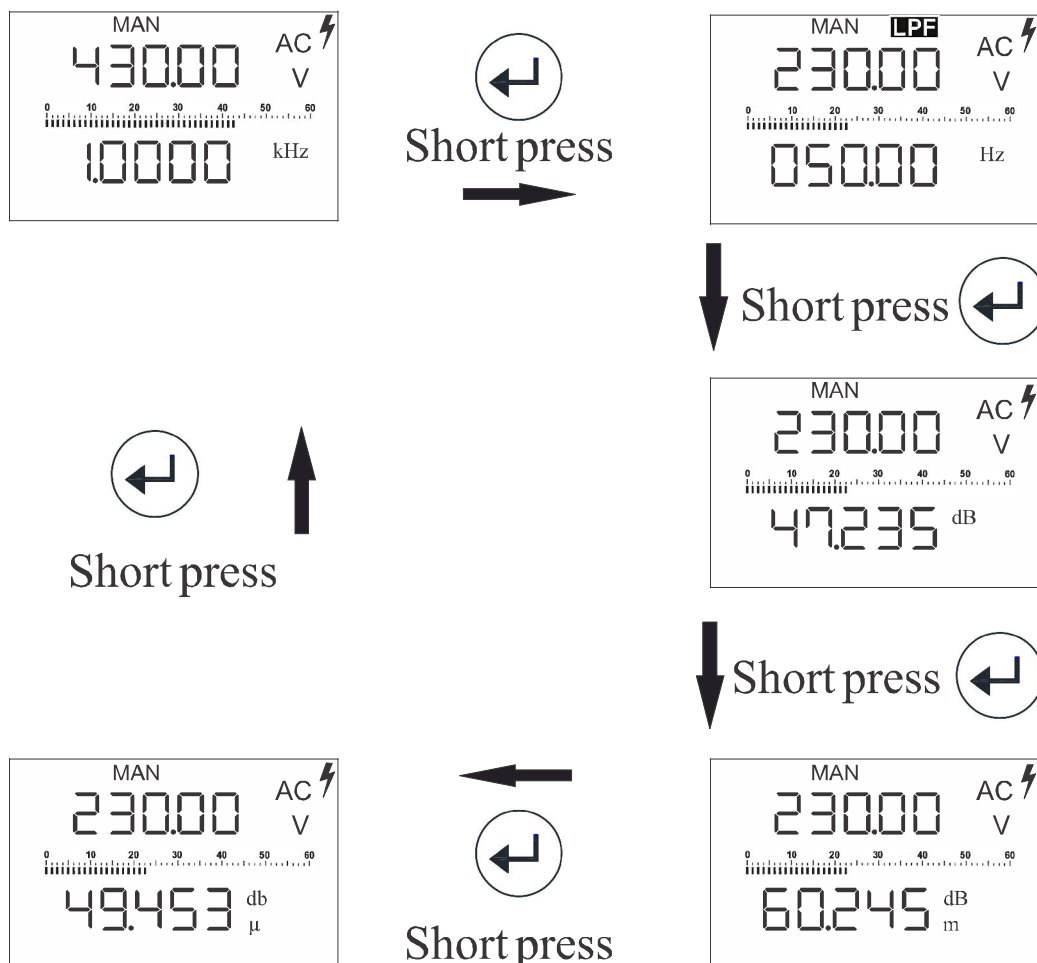 MAN
430.00 AC
V
0 10 20 30 40 50 60
1.0000 kHz
Short press
MAN LPF
230.00 AC
V
0 10 20 30 40 50 60
050.00 Hz
Short press
MAN
230.00 AC
V
0 10 20 30 40 50 60
47.235 dB
Short press
Short press
MAN
230.00 AC
V
0 10 20 30 40 50 60
60.245 dB
m
Short press
MAN
230.00 AC
V
0 10 20 30 40 50 60
49.453 db
μ